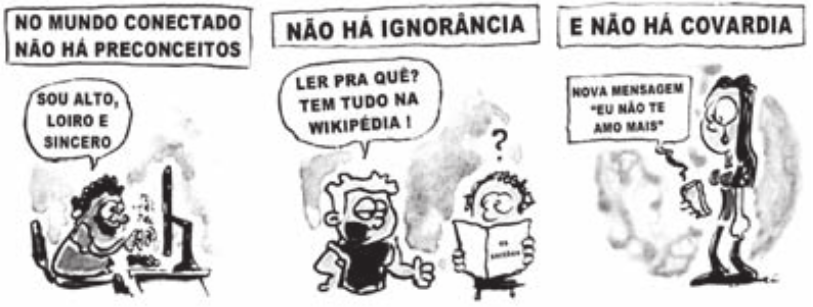 NO MUNDO CONECTADO
NÃO HÁ PRECONCEITOS
SOU ALTO,
LOIRO E
SINCERO
NÃO HÁ IGNORÂNCIA
LER PRA QUÊ?
TEM TUDO NA
WIKIPÉDIA !
?
OS
E NÃO HÁ COVARDIA
NOVA MENSAGEM
"EU NÃO TE
AMO MAIS"